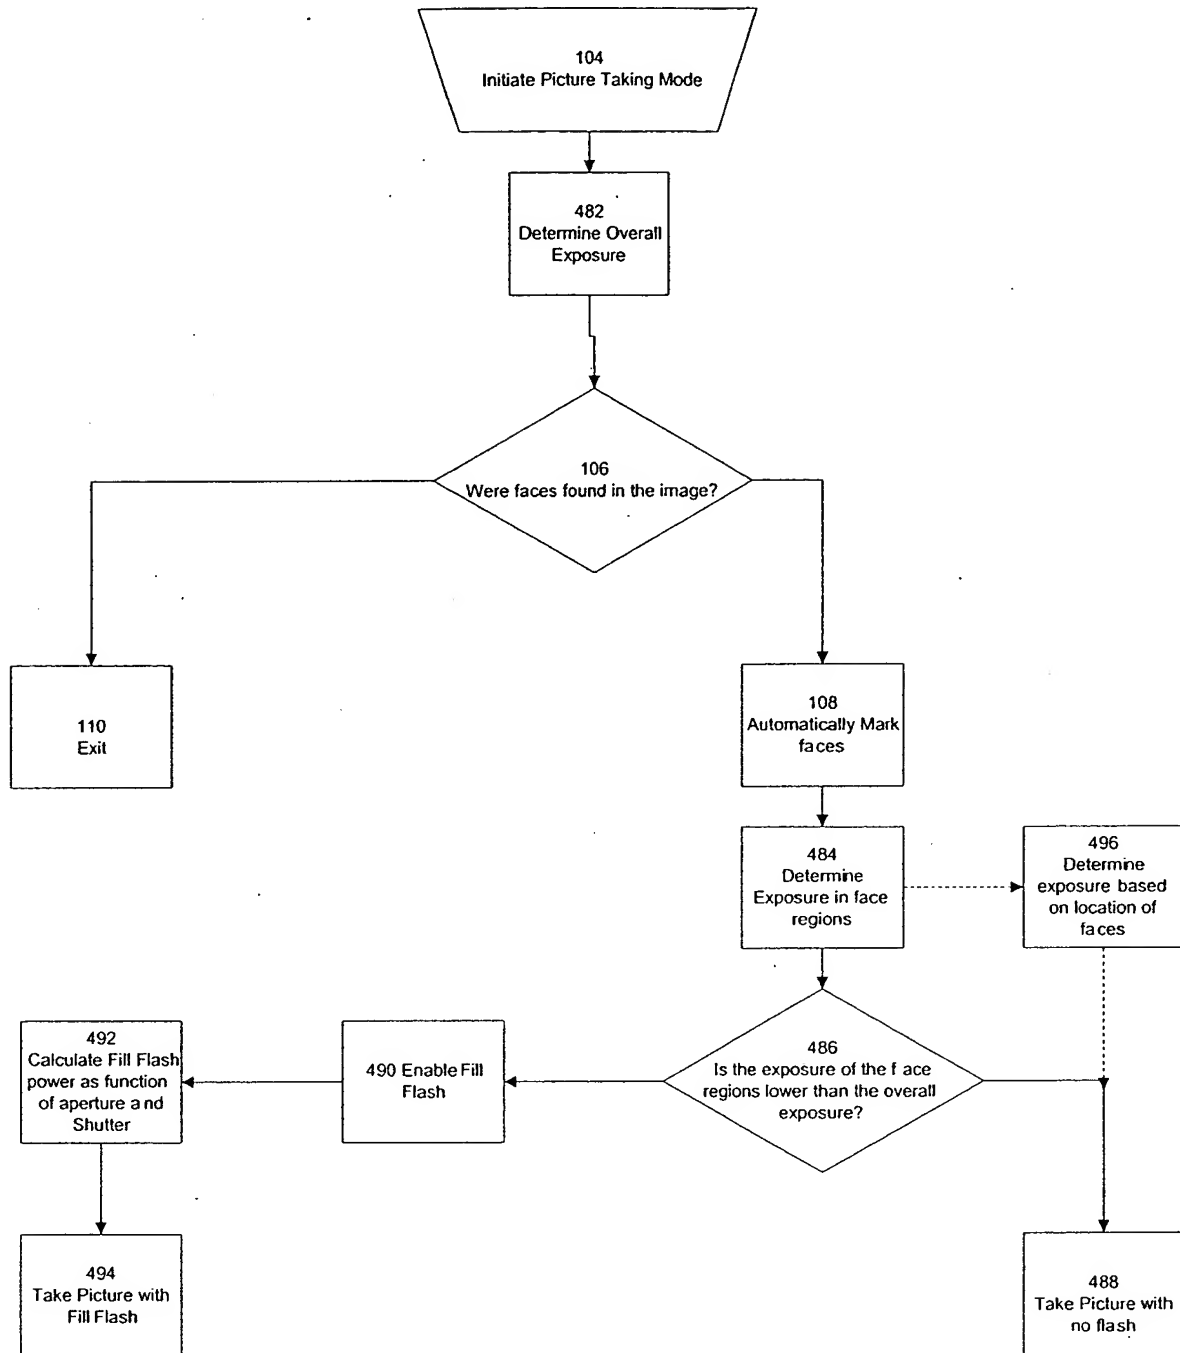 104
Initiate Picture Taking Mode
482
Determine Overall
Exposure
106
Were faces found in the image?
110
Exit
108
Automatically Mark
faces
484
Determine
Exposure in face
regions
496
Determine
exposure based
on location of
faces
486
Is the exposure of the f ace
regions lower than the overall
exposure?
490 Enable Fill
Flash
492
Calculate Fill Flash
power as function
of aperture and
Shutter
494
Take Picture with
Fill Flash
488
Take Picture with
no flash